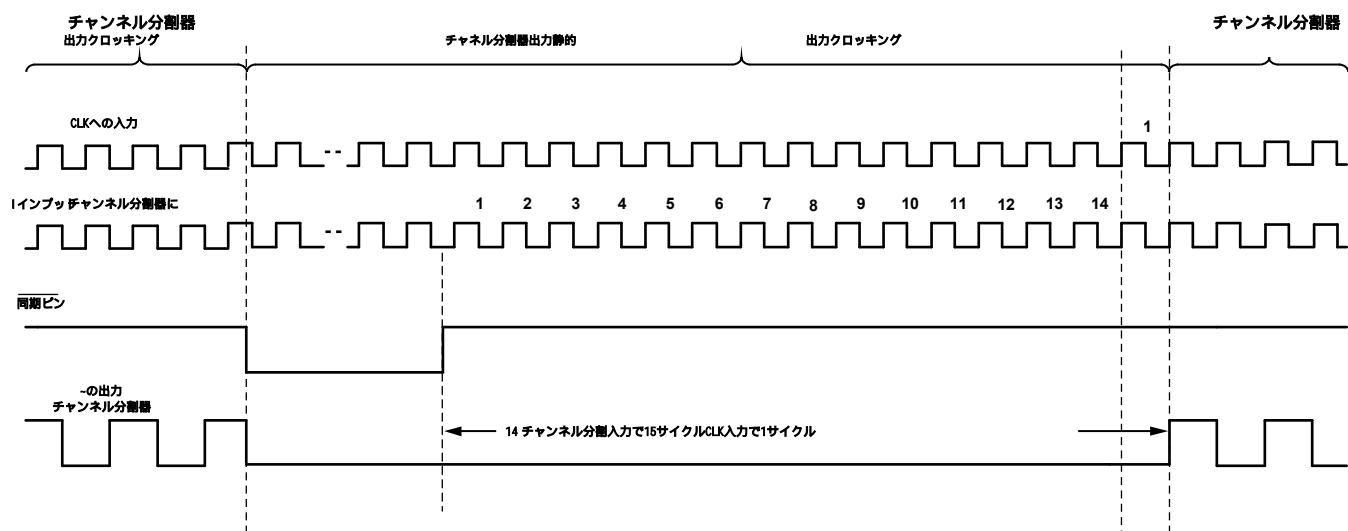 チャンネル分割器
出力クロッキング
チャネル分割器出力静的
出力クロッキング
チャンネル分割器
CLKへの入力
1
Iインプッチャンネル分割器に
1 2 3 4 5 6 7 8 9 10 11 12 13 14
同期ピン
~の出力
チャンネル分割器
14 チャンネル分割入力で15サイクルCLK入力で1サイクル